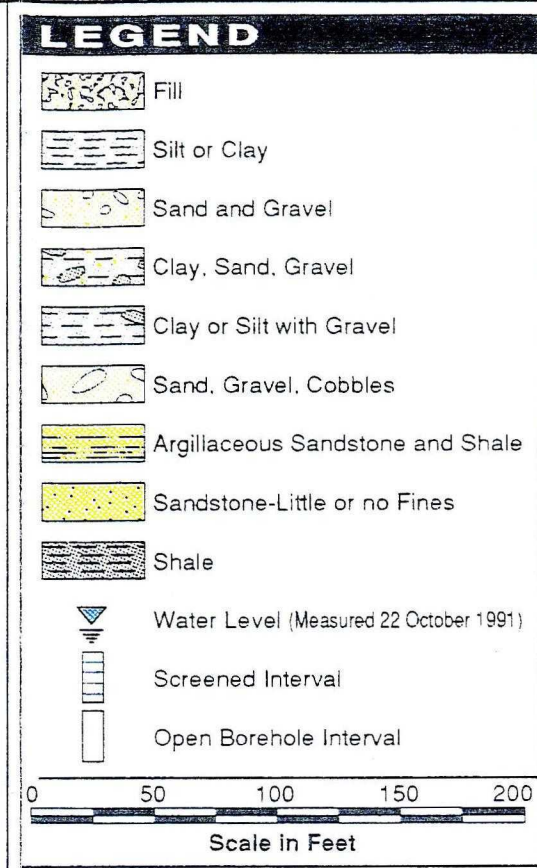 LEGEND
Fill
Silt or Clay
Sand and Gravel
Clay, Sand, Gravel
Clay or Silt with Gravel
Sand, Gravel, Cobbles
Argillaceous Sandstone and Shale
Sandstone-Little or no Fines
Shale
Water Level (Measured 22 October 1991)
Screened Interval
Open Borehole Interval
0 50 100 150 200
Scale in Feet